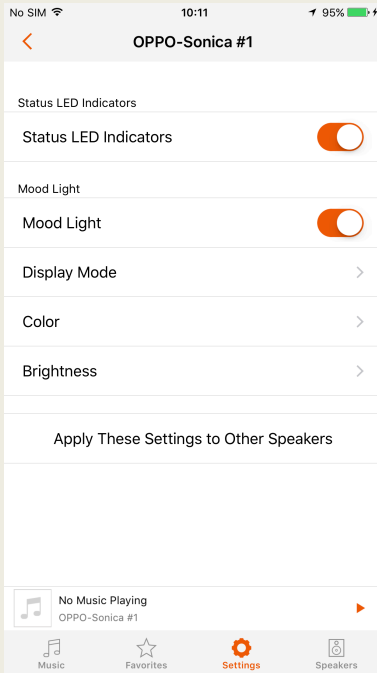 No SIM 10:11 95%
OPPO-Sonica #1
Status LED Indicators
Status LED Indicators
Mood Light
Mood Light
Display Mode
Color
Brightness
Apply These Settings to Other Speakers
No Music Playing
OPPO-Sonica #1
Music Favorites Settings Speakers